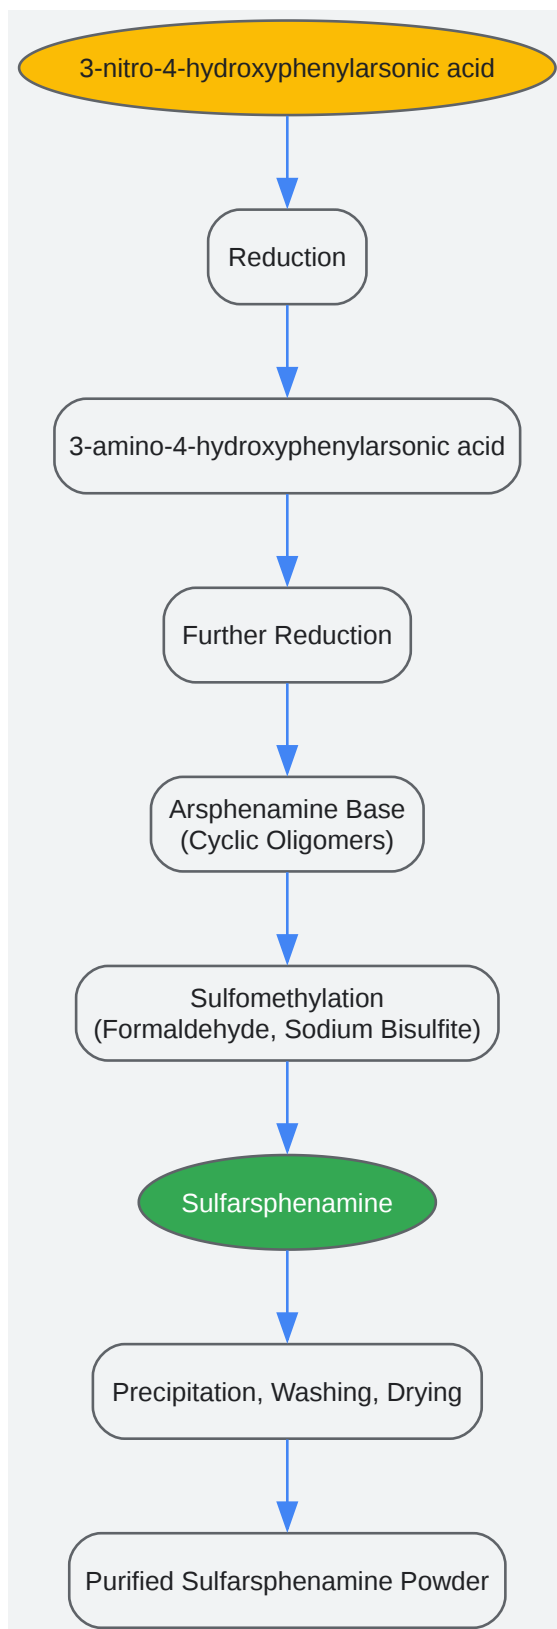 3-nitro-4-hydroxyphenylarsonic acid
Reduction
3-amino-4-hydroxyphenylarsonic acid
Further Reduction
Arsphenamine Base
(Cyclic Oligomers)
Sulfomethylation
(Formaldehyde, Sodium Bisulfite)
Sulfarsphenamine
Precipitation, Washing, Drying
Purified Sulfarsphenamine Powder